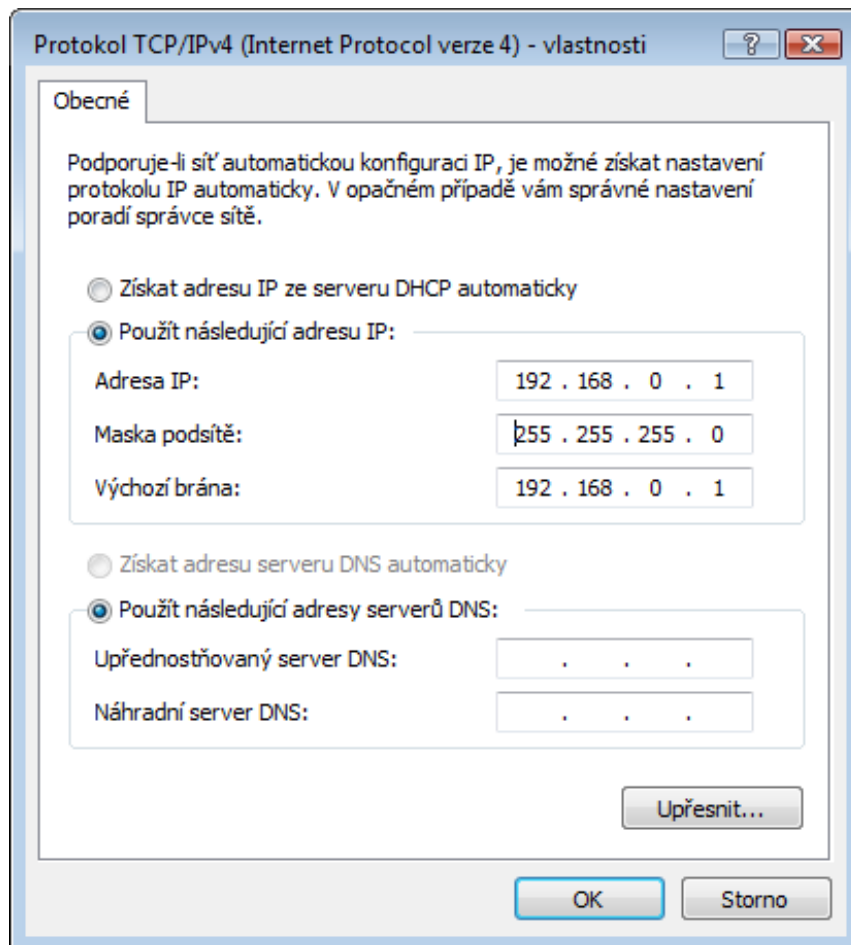 Protokol TCP/IPv4 (Internet Protocol verze 4) - vlastnosti
Obecné
Podporuje-li síť automatickou konfiguraci IP, je možné získat nastavení
protokolu IP automaticky. V opačném případě vám správné nastavení
poradí správce sítě.
Získat adresu IP ze serveru DHCP automaticky
Použít následující adresu IP:
Adresa IP: 192 . 168 . 0 . 1
Maska podsítě: 255 . 255 . 255 . 0
Výchozí brána: 192 . 168 . 0 . 1
Získat adresu serveru DNS automaticky
Použít následující adresy serverů DNS:
Upřednostňovaný server DNS: . . .
Náhradní server DNS: . . .
Upřesnit...
OK Storno